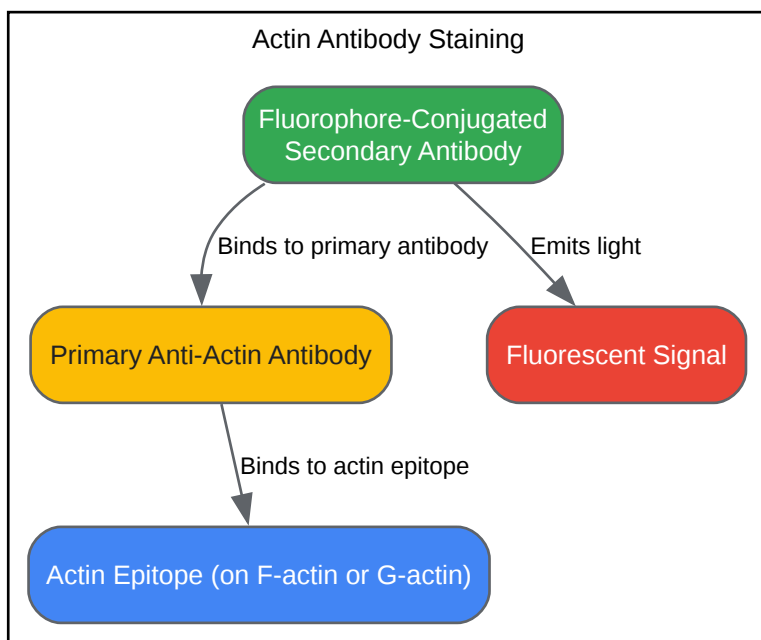 Actin Antibody Staining
Fluorophore-Conjugated
Secondary Antibody
Binds to primary antibody
Emits light
Primary Anti-Actin Antibody
Fluorescent Signal
Binds to actin epitope
Actin Epitope (on F-actin or G-actin)